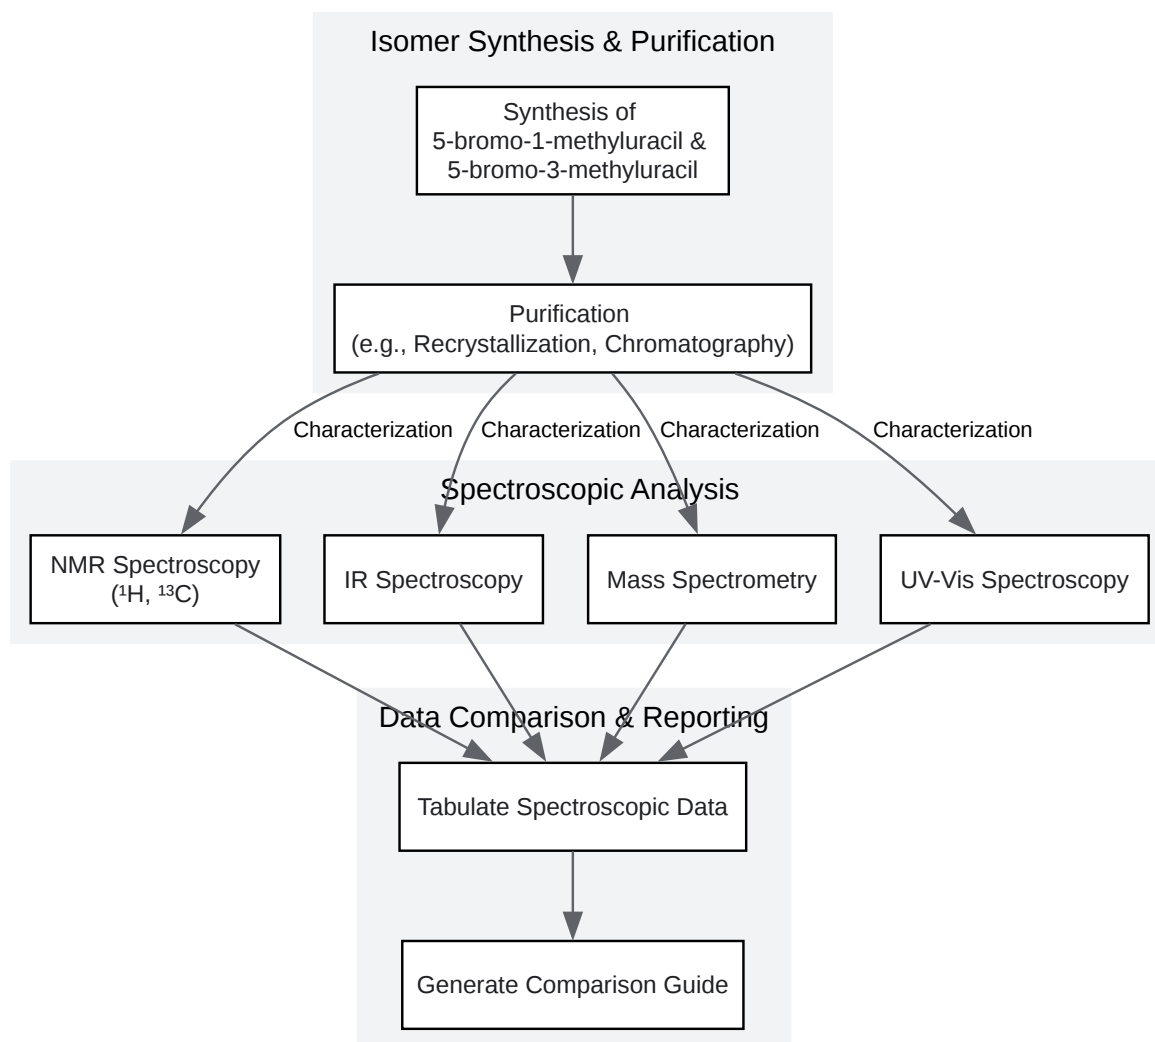 Isomer Synthesis & Purification
Synthesis of
5-bromo-1-methyluracil &
5-bromo-3-methyluracil
Purification
(e.g., Recrystallization, Chromatography)
Characterization
Characterization
Characterization
Characterization
Spectroscopic Analysis
NMR Spectroscopy
(¹H, ¹³C)
IR Spectroscopy
Mass Spectrometry
UV-Vis Spectroscopy
Data Comparison & Reporting
Tabulate Spectroscopic Data
Generate Comparison Guide